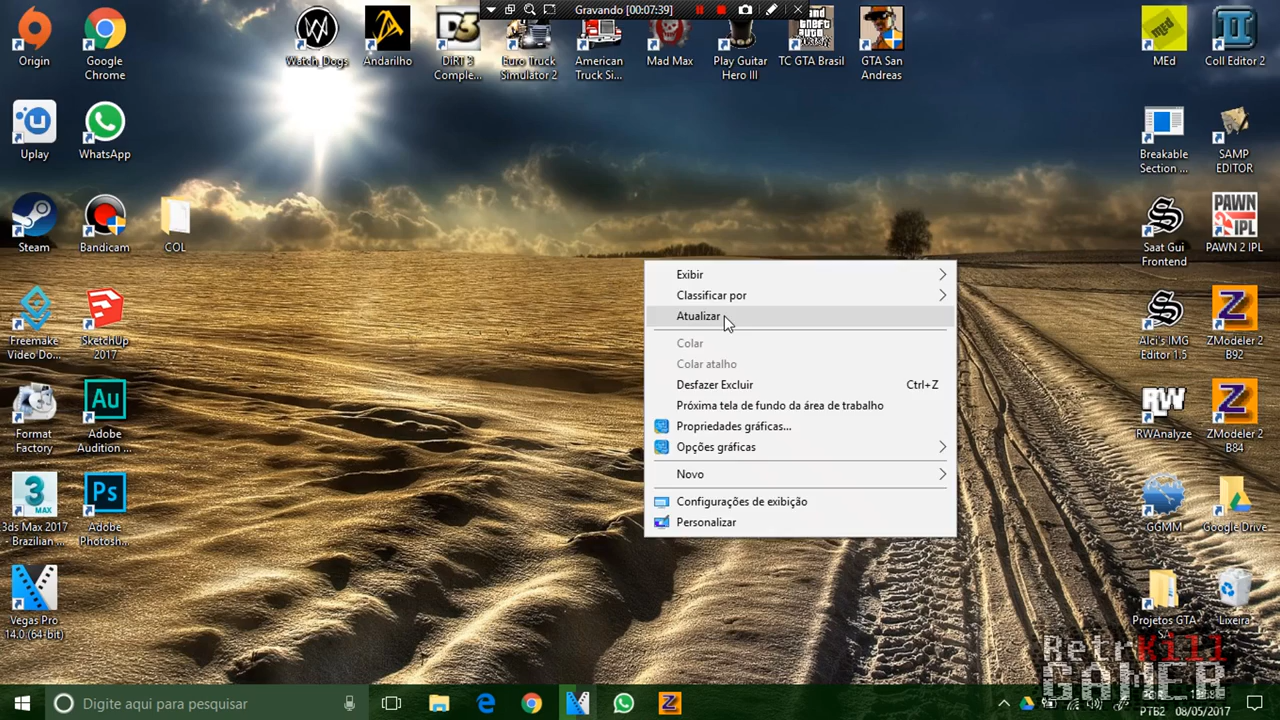 Gravando [00:07:39]
Origin
Google
Chrome
Watch_Dogs
Andarilho
DiRT 3
Comple...
Euro Truck
Simulator 2
American
Truck Si...
Mad Max
Play Guitar
Hero III
TC GTA Brasil
GTA San
Andreas
MEd
Coll Editor 2
Uplay
WhatsApp
Breakable
Section ...
SAMP
EDITOR
Steam
Bandicam
COL
Saat Gui
Frontend
PAWN 2 IPL
Freemake
Video Do...
SketchUp
2017
Alci's IMG
Editor 1.5
ZModeler 2
B92
Format
Factory
Adobe
Audition ...
RWAnalyze
ZModeler 2
B84
3ds Max 2017
- Brazilian ...
Adobe
Photosh...
GGMM
Google Drive
Vegas Pro
14.0 (64-bit)
Projetos GTA
Lixeira
Exibir
Classificar por
Atualizar
Colar
Colar atalho
Desfazer Excluir Ctrl+Z
Próxima tela de fundo da área de trabalho
Propriedades gráficas...
Opções gráficas
Novo
Configurações de exibição
Personalizar
RetrKill
GAMER
Digite aqui para pesquisar
PTB2
08/05/2017